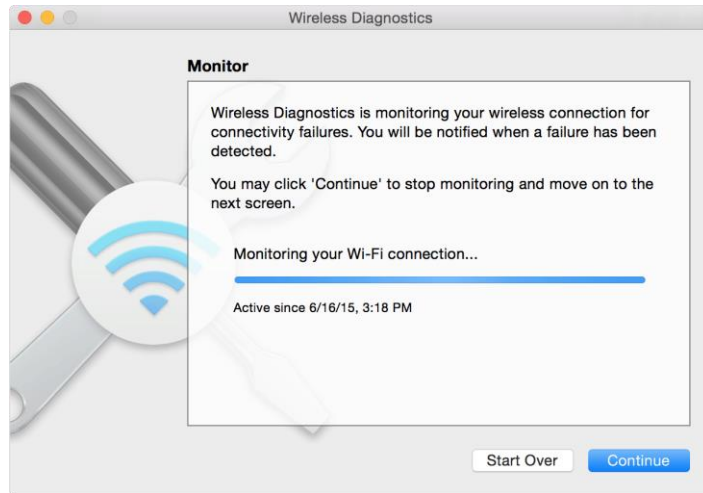 Wireless Diagnostics
Monitor
Wireless Diagnostics is monitoring your wireless connection for
connectivity failures. You will be notified when a failure has been
detected.
You may click 'Continue' to stop monitoring and move on to the
next screen.
Monitoring your Wi-Fi connection...
Active since 6/16/15, 3:18 PM
Start Over
Continue